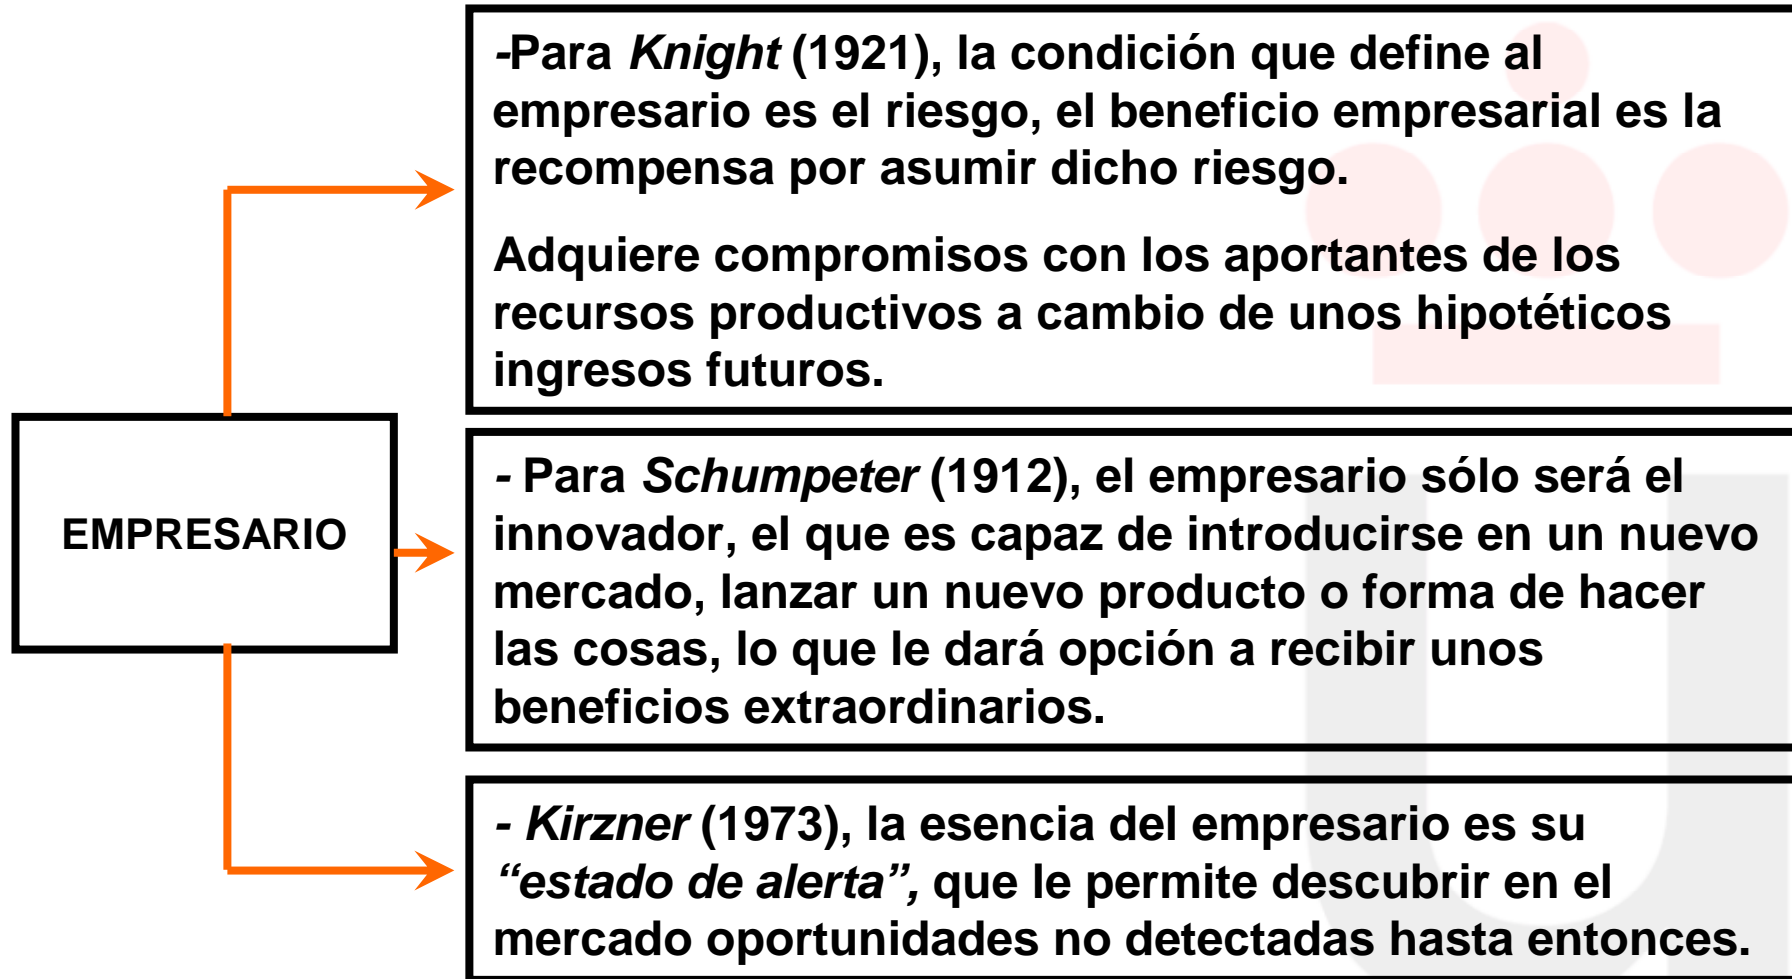 -Para Knight (1921), la condición que define al
empresario es el riesgo, el beneficio empresarial es la
recompensa por asumir dicho riesgo.
Adquiere compromisos con los aportantes de los
recursos productivos a cambio de unos hipotéticos
ingresos futuros.
EMPRESARIO
- Para Schumpeter (1912), el empresario sólo será el
innovador, el que es capaz de introducirse en un nuevo
mercado, lanzar un nuevo producto o forma de hacer
las cosas, lo que le dará opción a recibir unos
beneficios extraordinarios.
- Kirzner (1973), la esencia del empresario es su
“estado de alerta”, que le permite descubrir en el
mercado oportunidades no detectadas hasta entonces.